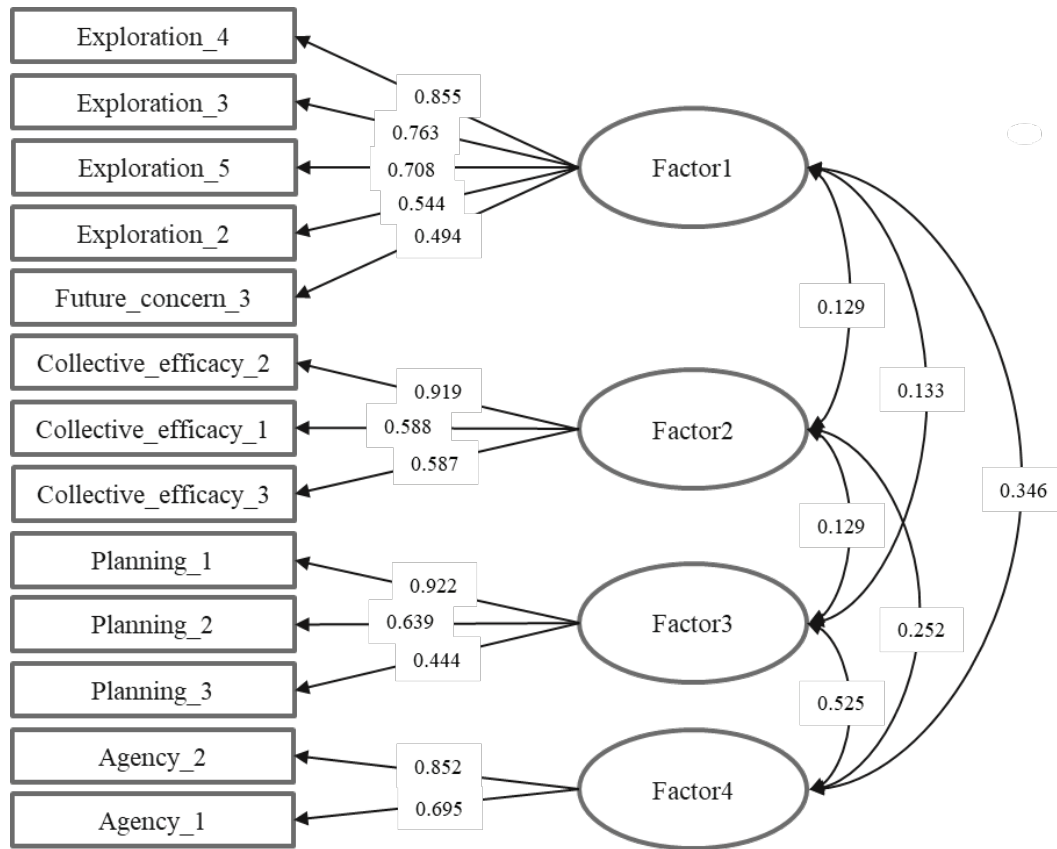 Exploration_4
0.855
Exploration_3
0.763
Exploration_5
0.708
Factor1
Exploration_2
0.544
0.494
Future_concern_3
0.129
0.133
Collective_efficacy_2
0.919
Collective_efficacy_1
0.588
Factor2
0.587
Collective_efficacy_3
0.346
0.129
Planning_1
0.922
Planning_2
0.639
Factor3
0.252
0.444
Planning_3
0.525
Agency_2
0.852
Factor4
0.695
Agency_1